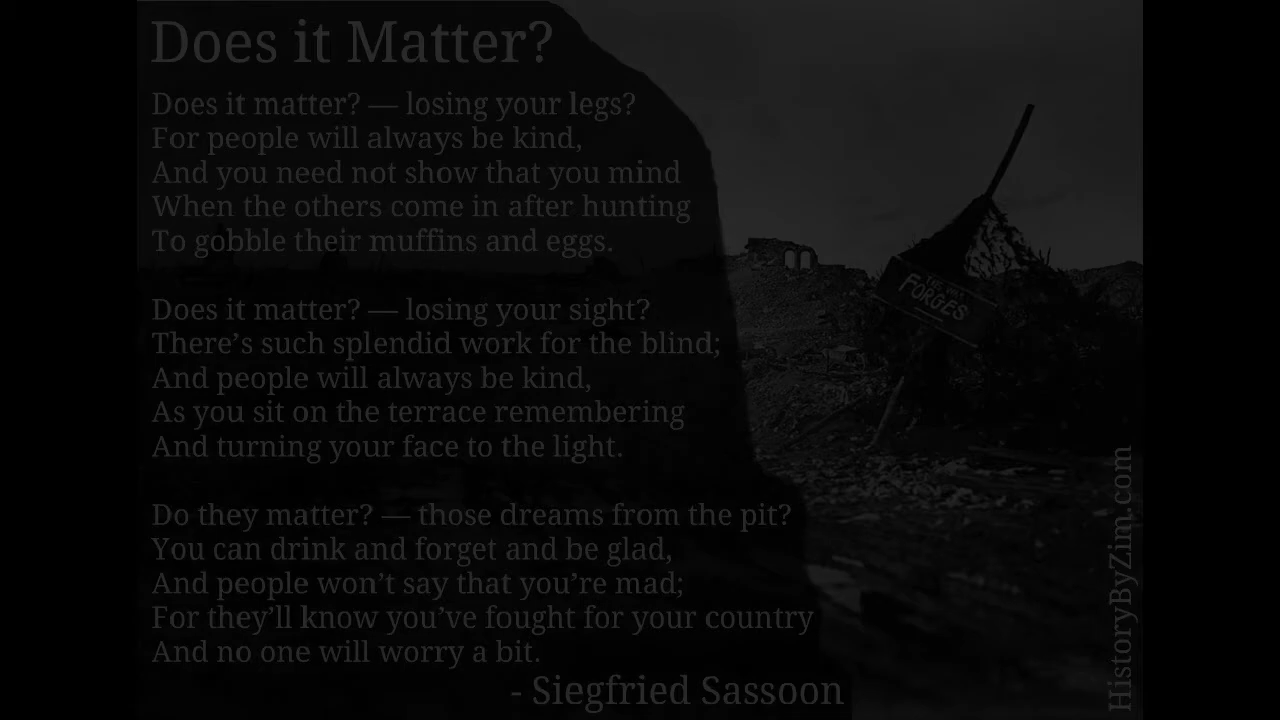 Does it Matter?
Does it matter? — losing your legs?
For people will always be kind,
And you need not show that you mind
When the others come in after hunting
To gobble their muffins and eggs.
Does it matter? — losing your sight?
There’s such splendid work for the blind;
And people will always be kind,
As you sit on the terrace remembering
And turning your face to the light.
Do they matter? — those dreams from the pit?
You can drink and forget and be glad,
And people won’t say that you’re mad;
For they’ll know you’ve fought for your country
And no one will worry a bit.
- Siegfried Sassoon
FORGES
HistoryByZim.com